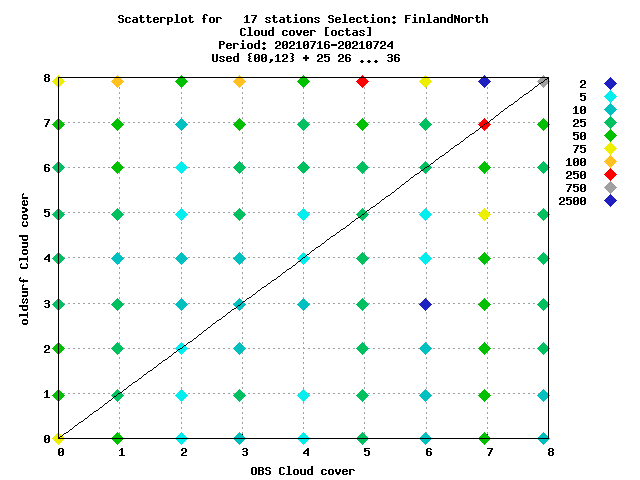 Scatterplot for   17 stations Selection: FinlandNorth
Cloud cover [octas]
Period: 20210716-20210724
Used {00,12} + 25 26 ... 36
oldsurf Cloud cover
8
7
6
5
4
3
2
1
0
0 1 2 3 4 5 6 7 8
OBS Cloud cover
2
5
10
25
50
75
100
250
750
2500